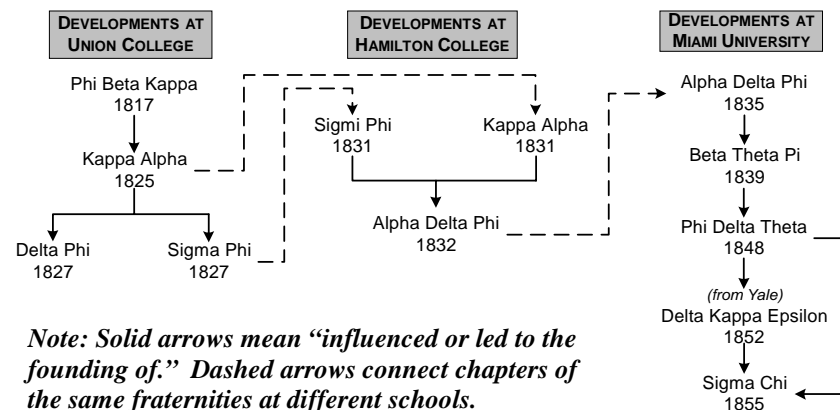 DEVELOPMENTS AT
UNION COLLEGE
Phi Beta Kappa
1817
Kappa Alpha
1825
Delta Phi
1827
Sigma Phi
1827
DEVELOPMENTS AT
HAMILTON COLLEGE
Sigmi Phi
1831
Kappa Alpha
1831
Alpha Delta Phi
1832
DEVELOPMENTS AT
MIAMI UNIVERSITY
Alpha Delta Phi
1835
Beta Theta Pi
1839
Phi Delta Theta
1848
(from Yale)
Delta Kappa Epsilon
1852
Sigma Chi
1855
Note: Solid arrows mean “influenced or led to the
founding of.” Dashed arrows connect chapters of
the same fraternities at different schools.